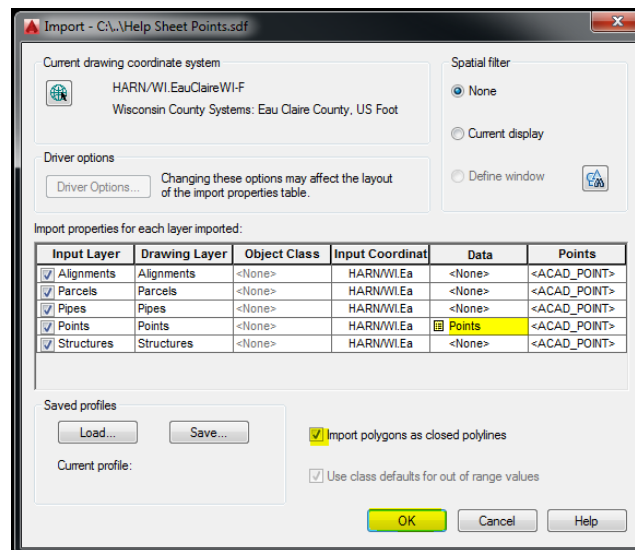 Import - C:\..\Help Sheet Points.sdf
Current drawing coordinate system
HARN/WI.EauClaireWI-F
Wisconsin County Systems: Eau Claire County, US Foot
Spatial filter
None
Current display
Define window
Driver options
Driver Options...
Changing these options may affect the layout
of the import properties table.
Import properties for each layer imported:
Input Layer Drawing Layer Object Class Input Coordinat Data Points
Alignments Alignments <None> HARN/WI.Ea <None> <ACAD_POINT>
Parcels Parcels <None> HARN/WI.Ea <None> <ACAD_POINT>
Pipes Pipes <None> HARN/WI.Ea <None> <ACAD_POINT>
Points Points <None> HARN/WI.Ea Points <ACAD_POINT>
Structures Structures <None> HARN/WI.Ea <None> <ACAD_POINT>
Saved profiles
Load... Save...
Current profile:
Import polygons as closed polylines
Use class defaults for out of range values
OK Cancel Help